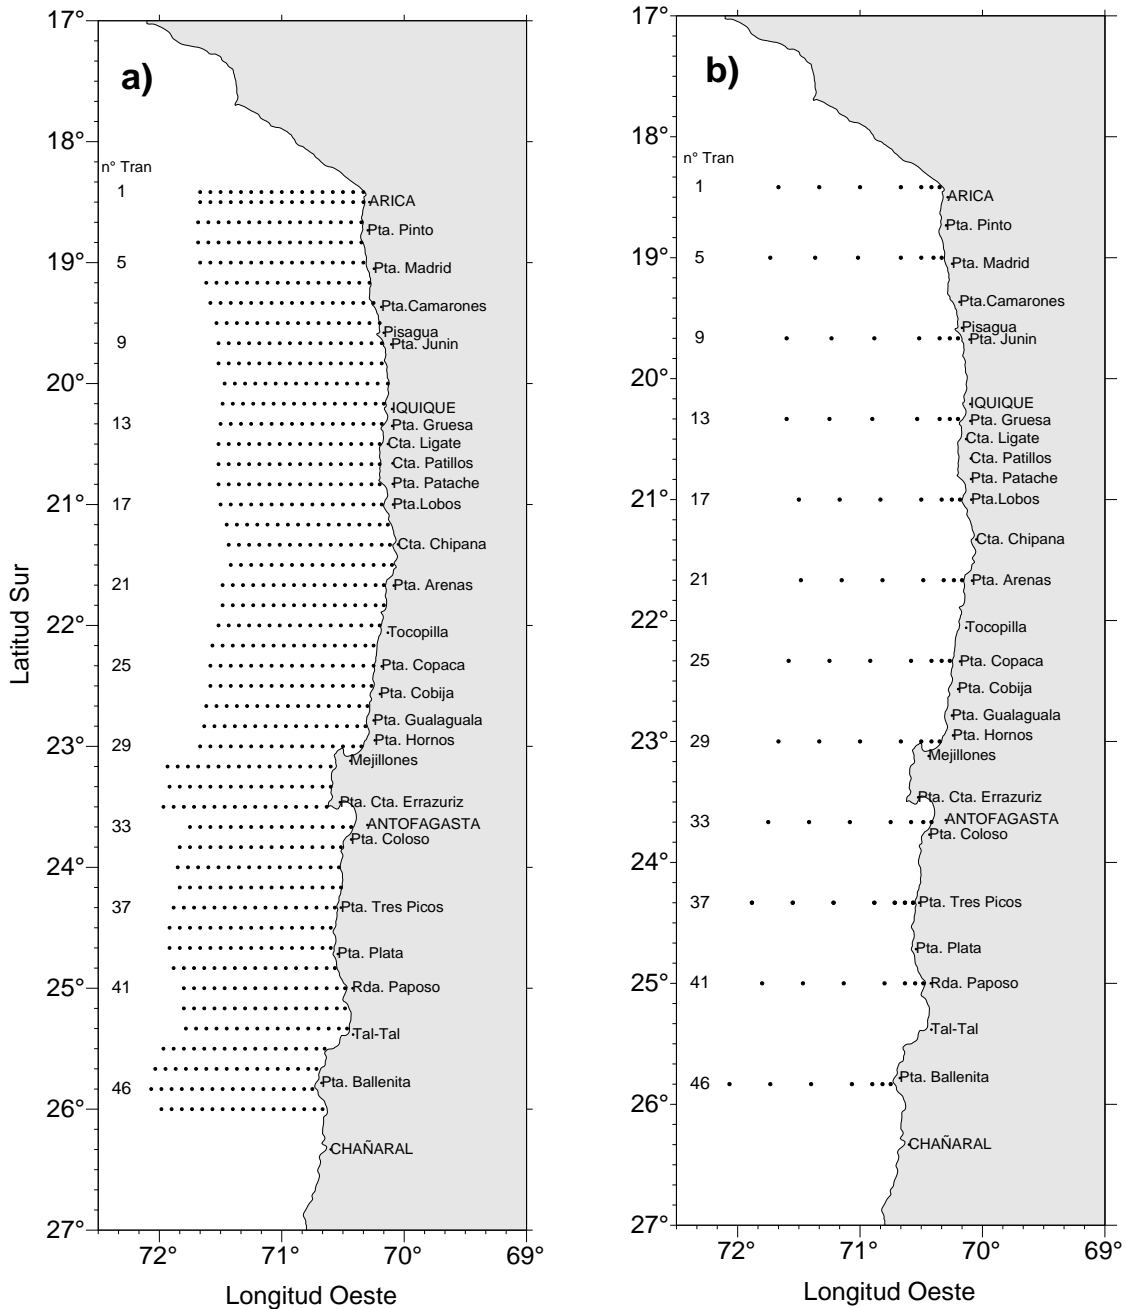 a)
17°
18°
n° Tran
1
ARICA
Pta. Pinto
5
19°
Pta. Madrid
Pta.Camarones
Pisagua
9
Pta. Junin
20°
IQUIQUE
13
Pta. Gruesa
Cta. Ligate
Cta. Patillos
Pta. Patache
17
21°
Pta.Lobos
Cta. Chipana
21
Pta. Arenas
22°
Tocopilla
25
Pta. Copaca
Pta. Cobija
Pta. Gualaguala
Pta. Hornos
29
23°
Mejillones
Pta. Cta. Errazuriz
33
ANTOFAGASTA
Pta. Coloso
24°
37
Pta. Tres Picos
Pta. Plata
41
25°
Rda. Paposo
Tal-Tal
46
Pta. Ballenita
26°
CHAÑARAL
27°
72°
71°
70°
69°
Latitud Sur
Longitud Oeste
b)
17°
18°
n° Tran
1
ARICA
Pta. Pinto
5
19°
Pta. Madrid
Pta.Camarones
Pisagua
9
Pta. Junin
20°
IQUIQUE
13
Pta. Gruesa
Cta. Ligate
Cta. Patillos
Pta. Patache
17
21°
Pta.Lobos
Cta. Chipana
21
Pta. Arenas
22°
Tocopilla
25
Pta. Copaca
Pta. Cobija
Pta. Gualaguala
Pta. Hornos
29
23°
Mejillones
Pta. Cta. Errazuriz
33
ANTOFAGASTA
Pta. Coloso
24°
37
Pta. Tres Picos
Pta. Plata
41
25°
Rda. Paposo
Tal-Tal
46
Pta. Ballenita
26°
CHAÑARAL
27°
72°
71°
70°
69°
Longitud Oeste